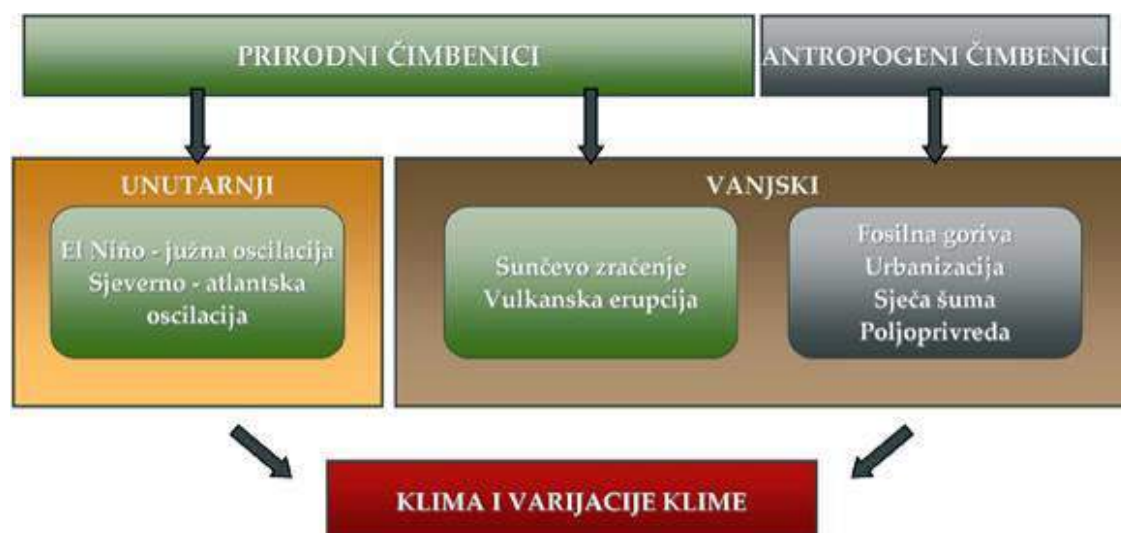 PRIRODNI ČIMBENICI
ANTROPOGENI ČIMBENICI
UNUTARNJI
El Niño - južna oscilacija
Sjeverno - atlantska
oscilacija
VANJSKI
Sunčevo zračenje
Vulkanska erupcija
Fosilna goriva
Urbanizacija
Sječa šuma
Poljoprivreda
KLIMA I VARIJACIJE KLIME